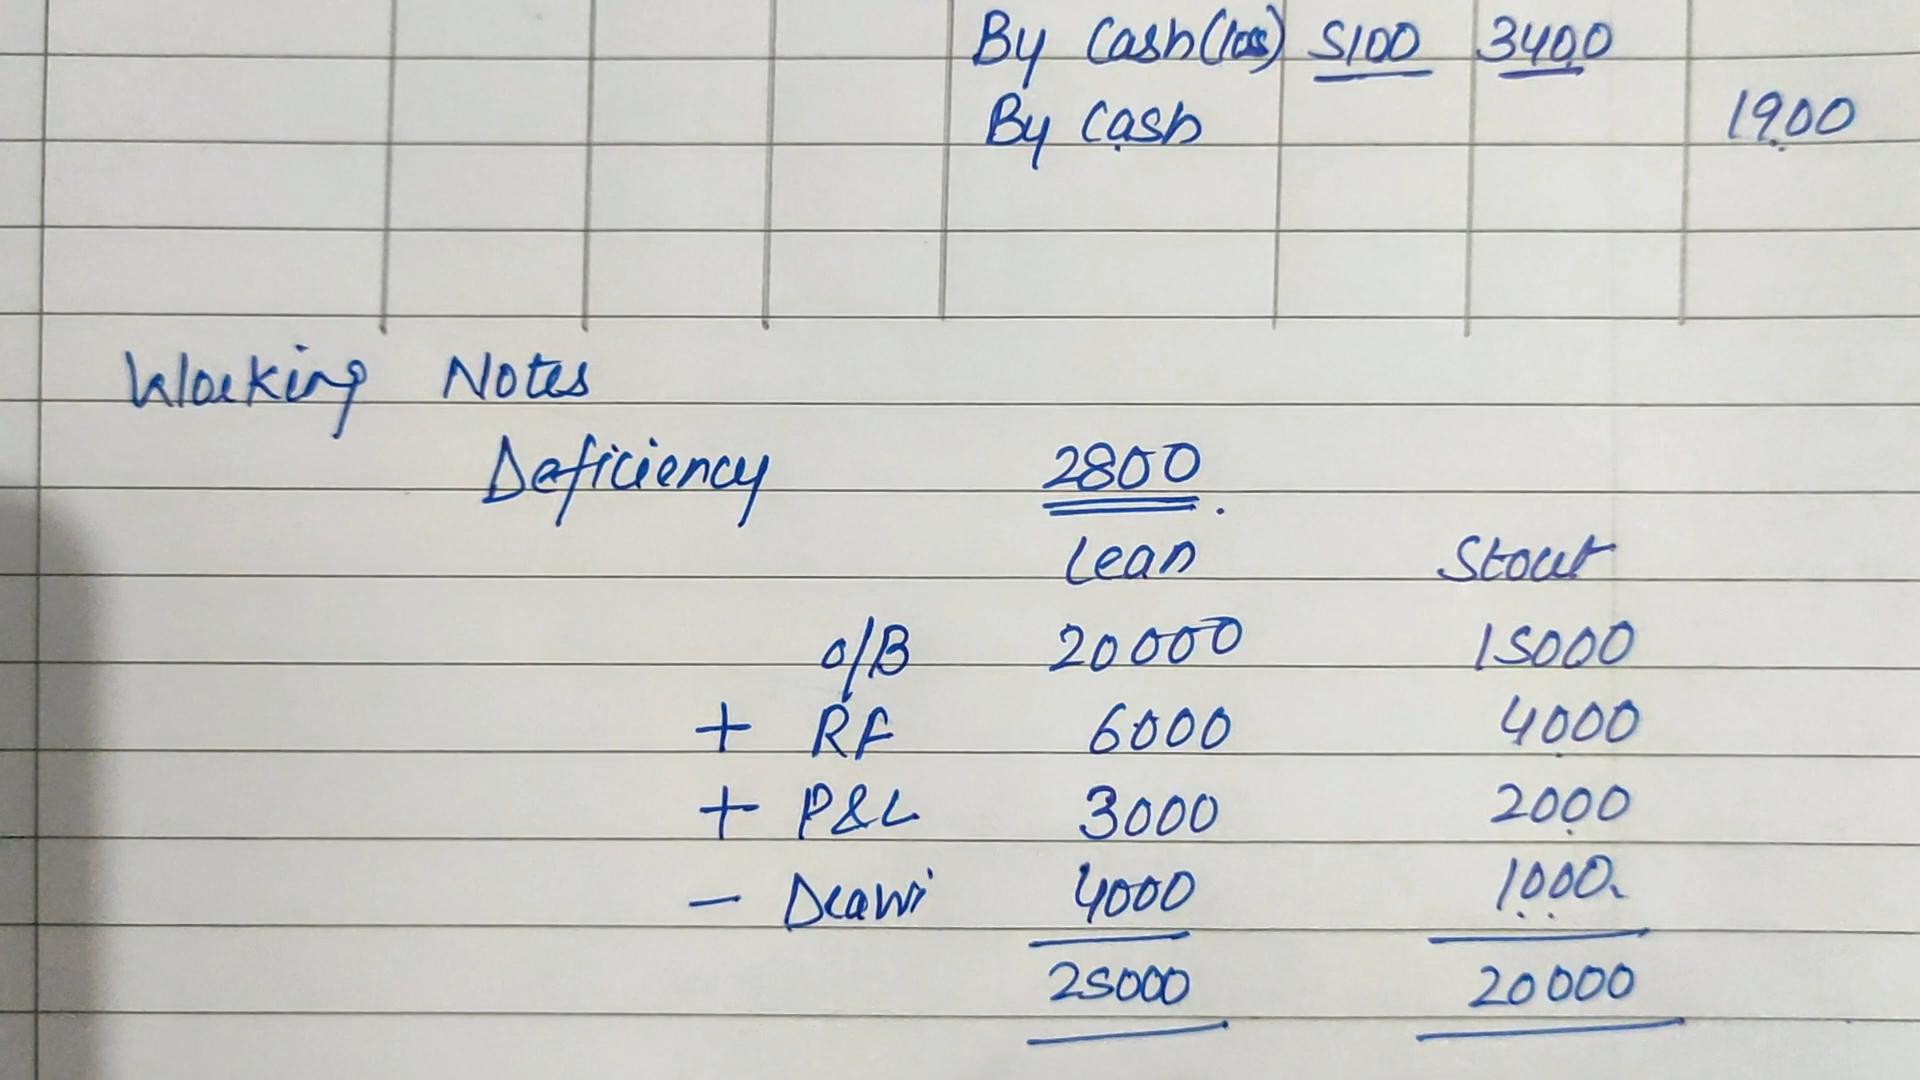 By Cash (loss) 5100 3400
By Cash 1900
Working Notes
Deficiency 2800
Lean Stout
O/B 20000 15000
+ RF 6000 4000
+ P&L 3000 2000
- Drawi 4000 1000
25000 20000